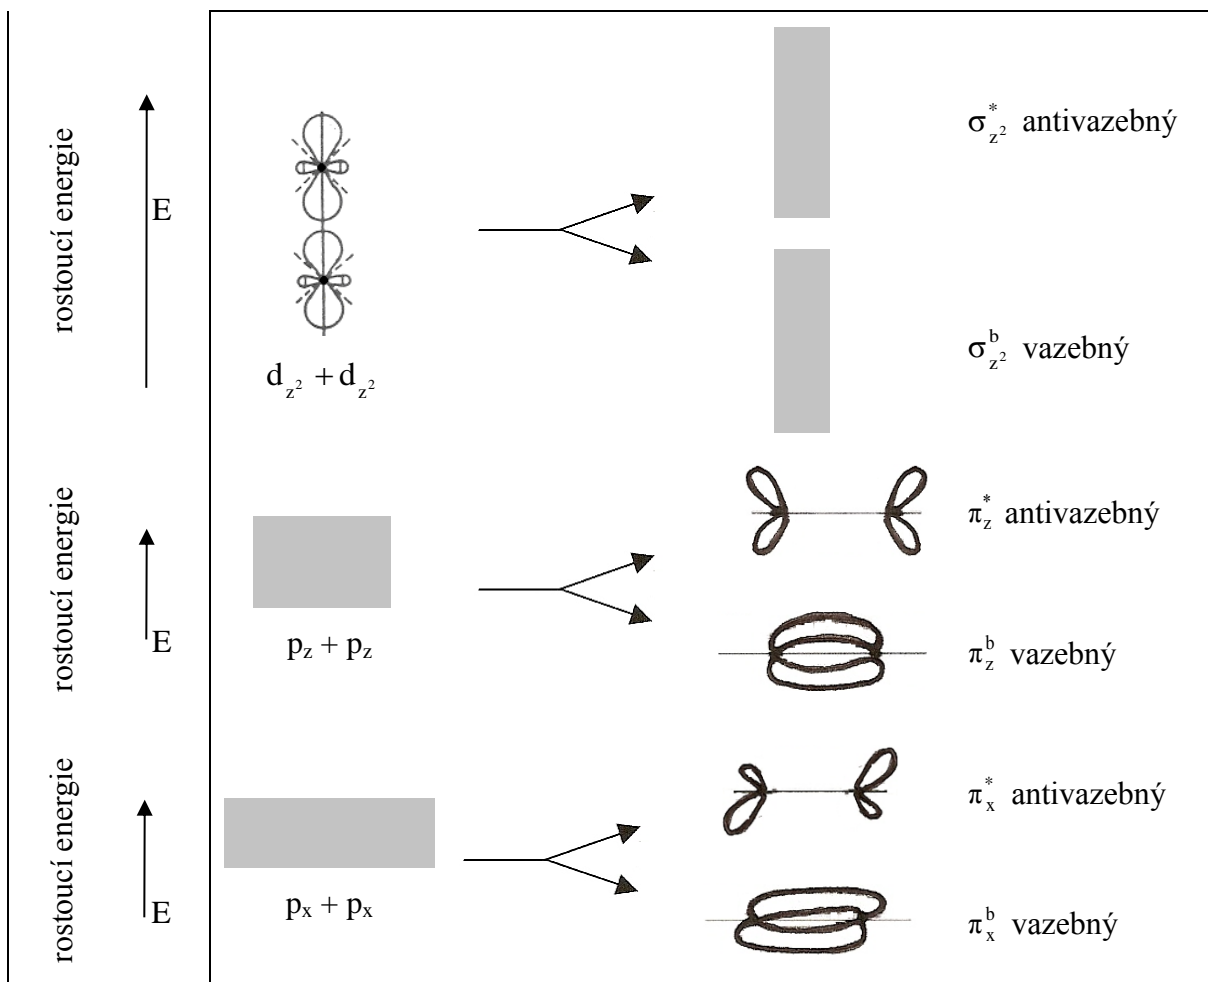 rostoucí energie
E
d_z² + d_z²
σ*_z² antivazebný
σ^b_z² vazebný
rostoucí energie
E
p_z + p_z
π*_z antivazebný
π^b_z vazebný
rostoucí energie
E
p_x + p_x
π*_x antivazebný
π^b_x vazebný